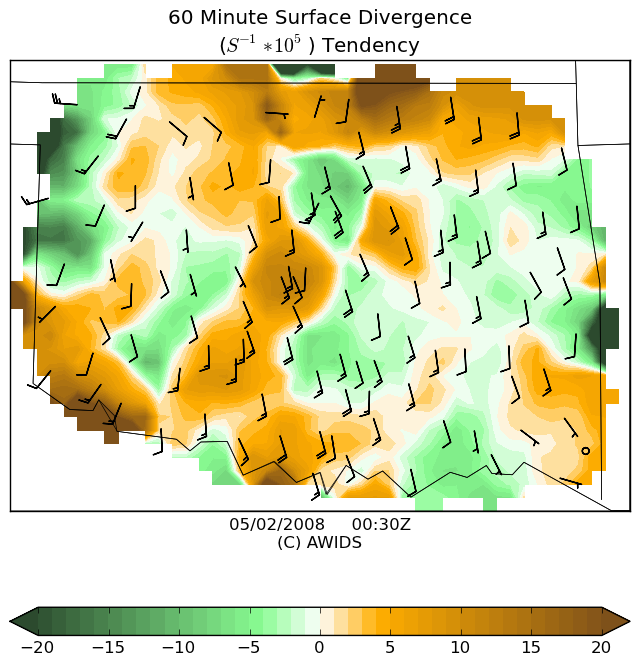 60 Minute Surface Divergence
(S⁻¹ * 10⁵ ) Tendency
05/02/2008 00:30Z
(C) AWIDS
−20 −15 −10 −5 0 5 10 15 20